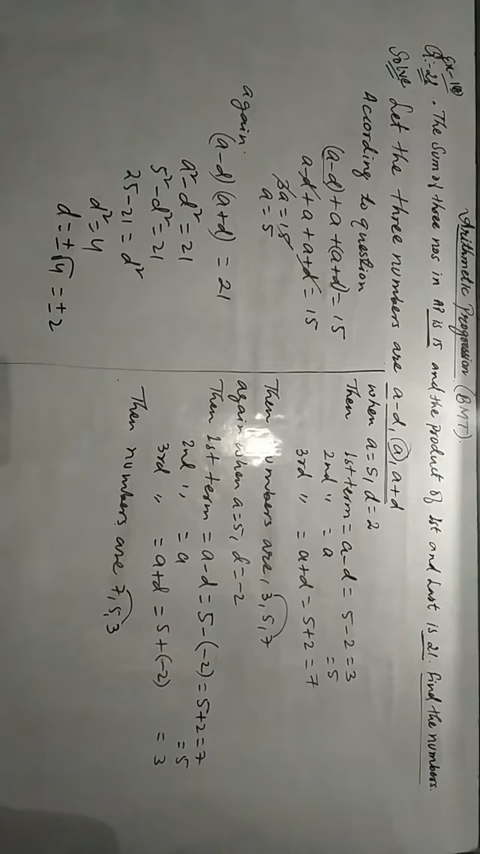 Arithmetic Progression (BMT)
Ex-10
Q:-21. The Sum of three nos in AP is 15 and the product of 1st and last is 21. Find the numbers.
Solve Let the three numbers are a-d, a, a+d
According to question
(a-d)+a+(a+d)=15
a-d+a+a+d=15
3a=15
a=5
again.
(a-d)(a+d) = 21
a²-d²=21
5²-d²=21
25-21=d²
d²=4
d=±√4=±2
when a=5, d=2
Then 1st term = a-d = 5-2=3
2nd " = a = 5
3rd " = a+d = 5+2 = 7
Then numbers are, 3, 5, 7
again when a=5, d=-2
Then 1st term = a-d = 5-(-2)=5+2=7
2nd " = a = 5
3rd " = a+d = 5+(-2) = 3
Then numbers are 7, 5, 3